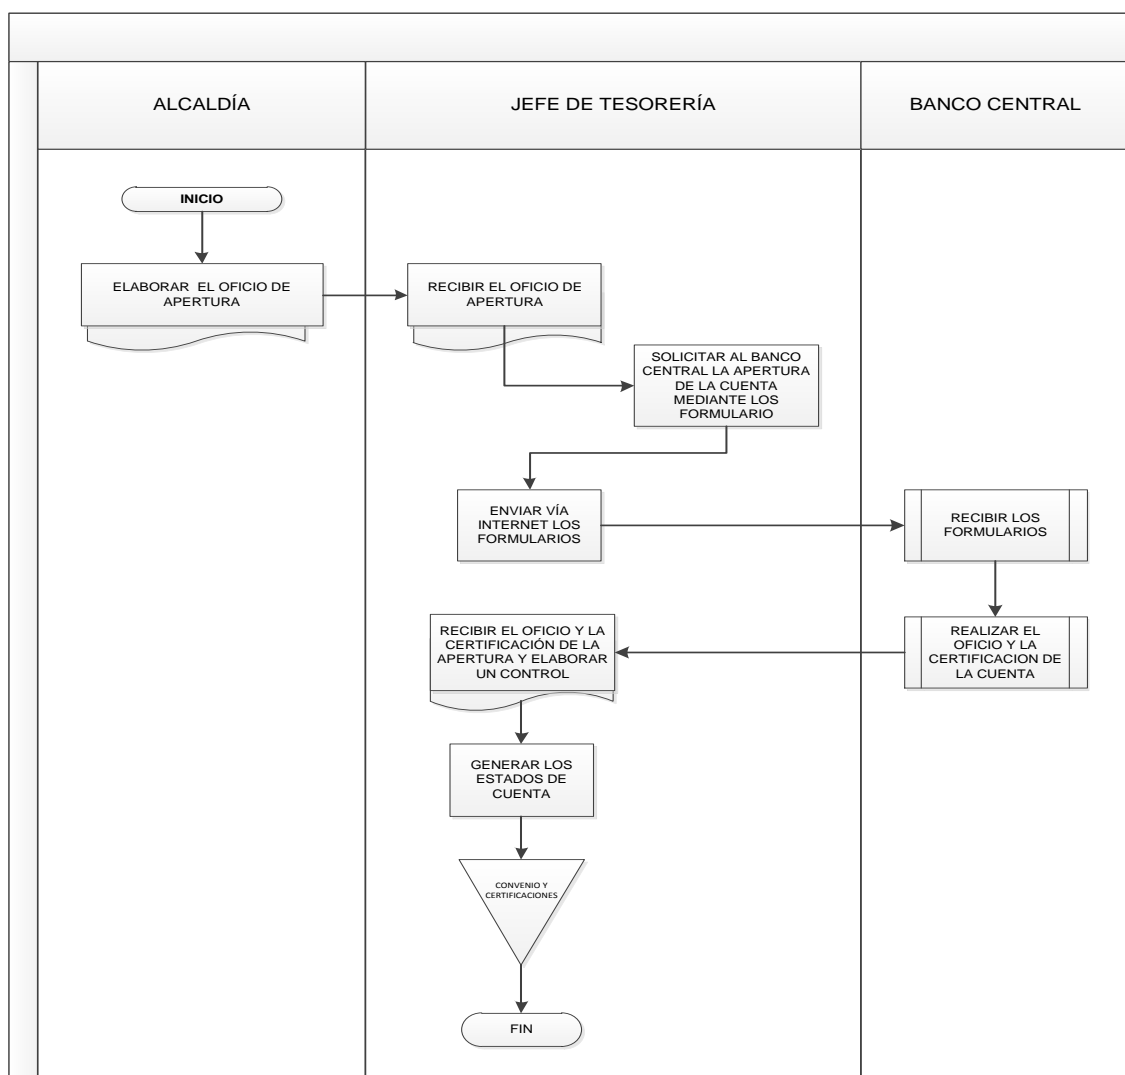 ALCALDÍA
JEFE DE TESORERÍA
BANCO CENTRAL
INICIO
ELABORAR EL OFICIO DE
APERTURA
RECIBIR EL OFICIO DE
APERTURA
SOLICITAR AL BANCO
CENTRAL LA APERTURA
DE LA CUENTA
MEDIANTE LOS
FORMULARIO
ENVIAR VÍA
INTERNET LOS
FORMULARIOS
RECIBIR LOS
FORMULARIOS
REALIZAR EL
OFICIO Y LA
CERTIFICACION DE
LA CUENTA
RECIBIR EL OFICIO Y LA
CERTIFICACIÓN DE LA
APERTURA Y ELABORAR
UN CONTROL
GENERAR LOS
ESTADOS DE
CUENTA
CONVENIO Y
CERTIFICACIONES
FIN